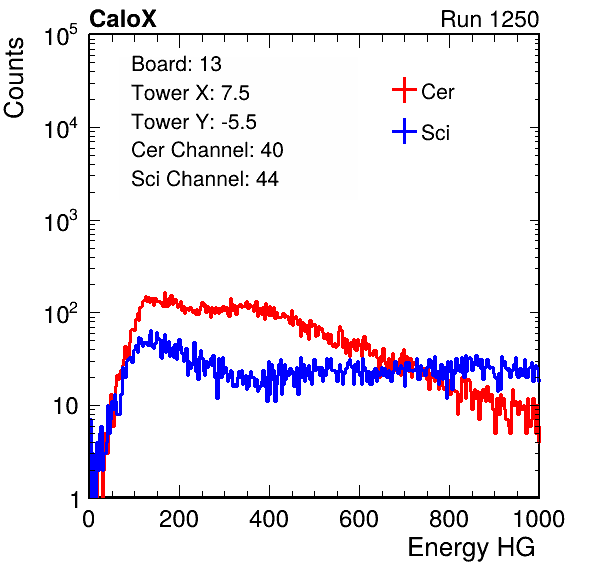 CaloX Run 1250
Counts
Board: 13
Tower X: 7.5
Tower Y: -5.5
Cer Channel: 40
Sci Channel: 44
Cer
Sci
10^5
10^4
10^3
10^2
10
1
0 200 400 600 800 1000
Energy HG